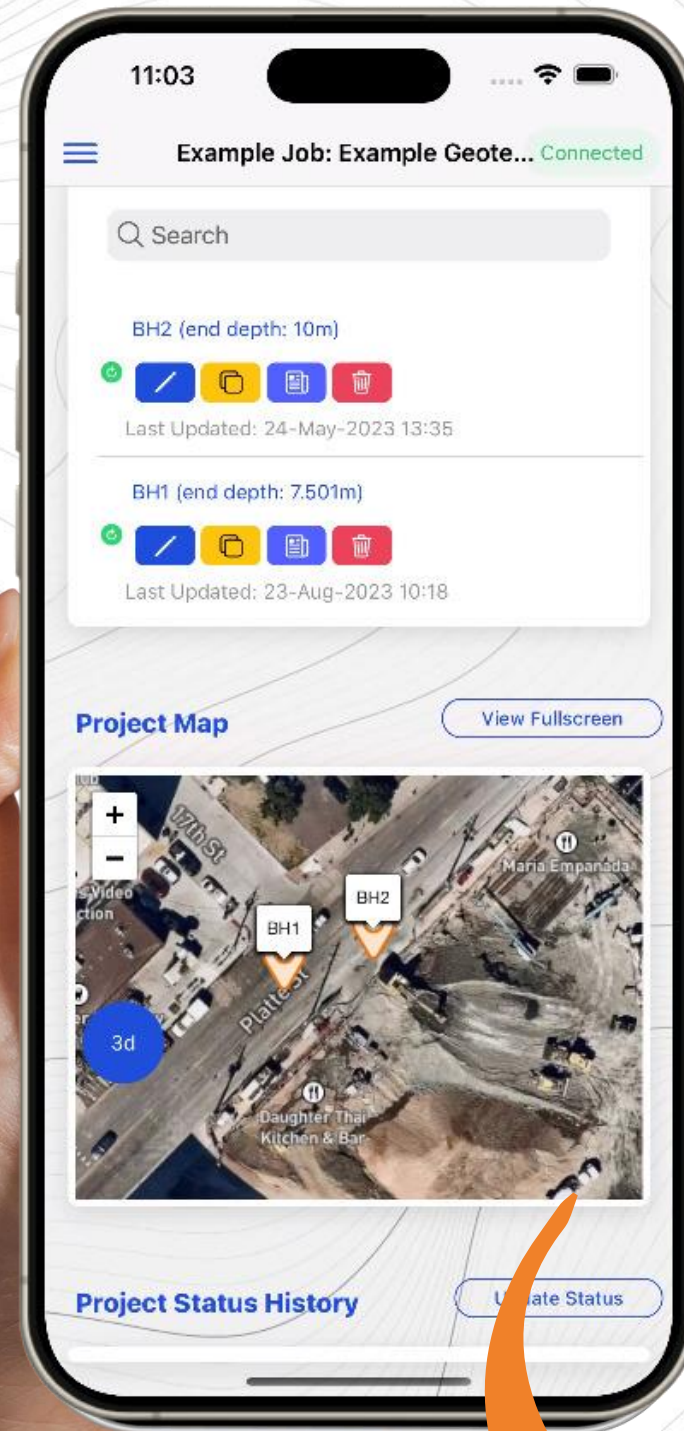 11:03
Example Job: Example Geote... Connected
Search
BH2 (end depth: 10m)
Last Updated: 24-May-2023 13:35
BH1 (end depth: 7.501m)
Last Updated: 23-Aug-2023 10:18
Project Map
View Fullscreen
+
−
17th St
Maria Empanada
Video
BH2
BH1
Platte St
3d
Daughter Thai
Kitchen & Bar
Project Status History
Status